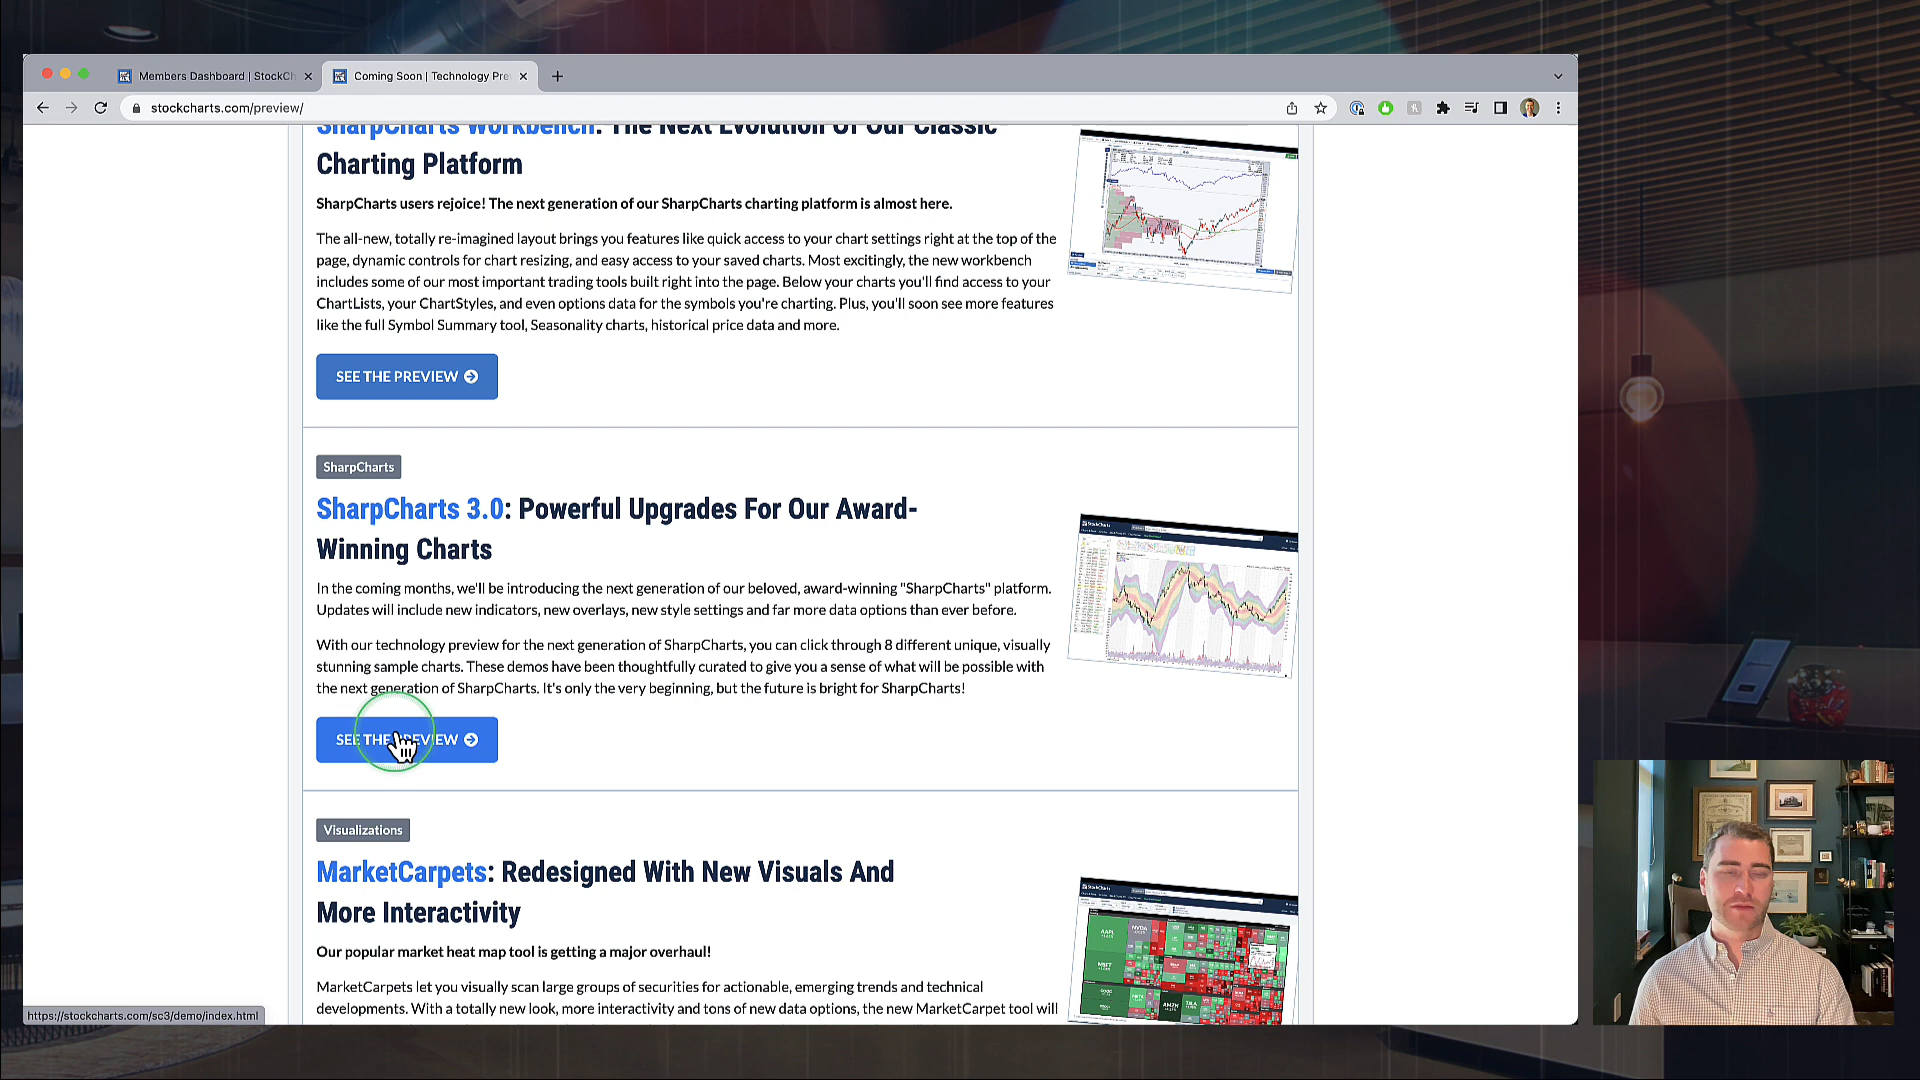 Members Dashboard | StockCh
Coming Soon | Technology Pre
stockcharts.com/preview/
SharpCharts Workbench: The Next Evolution Of Our Classic
Charting Platform
SharpCharts users rejoice! The next generation of our SharpCharts charting platform is almost here.
The all-new, totally re-imagined layout brings you features like quick access to your chart settings right at the top of the
page, dynamic controls for chart resizing, and easy access to your saved charts. Most excitingly, the new workbench
includes some of our most important trading tools built right into the page. Below your charts you'll find access to your
ChartLists, your ChartStyles, and even options data for the symbols you're charting. Plus, you'll soon see more features
like the full Symbol Summary tool, Seasonality charts, historical price data and more.
SEE THE PREVIEW
SharpCharts
SharpCharts 3.0: Powerful Upgrades For Our Award-
Winning Charts
In the coming months, we'll be introducing the next generation of our beloved, award-winning "SharpCharts" platform.
Updates will include new indicators, new overlays, new style settings and far more data options than ever before.
With our technology preview for the next generation of SharpCharts, you can click through 8 different unique, visually
stunning sample charts. These demos have been thoughtfully curated to give you a sense of what will be possible with
the next generation of SharpCharts. It's only the very beginning, but the future is bright for SharpCharts!
SEE THE PREVIEW
Visualizations
MarketCarpets: Redesigned With New Visuals And
More Interactivity
Our popular market heat map tool is getting a major overhaul!
MarketCarpets let you visually scan large groups of securities for actionable, emerging trends and technical
developments. With a totally new look, more interactivity and tons of new data options, the new MarketCarpet tool will
https://stockcharts.com/sc3/demo/index.html